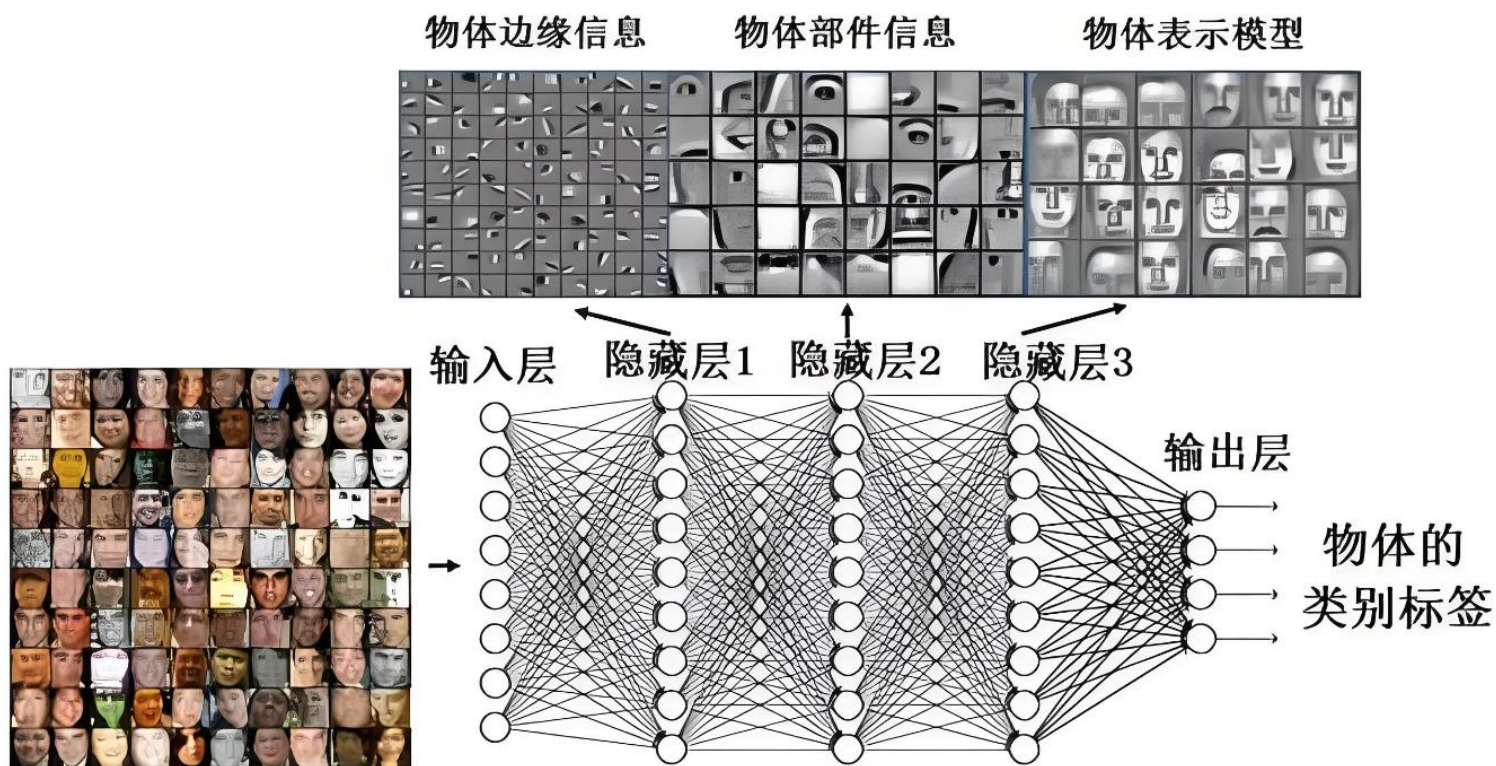 物体边缘信息
物体部件信息
物体表示模型
输入层
隐藏层1
隐藏层2
隐藏层3
输出层
物体的
类别标签